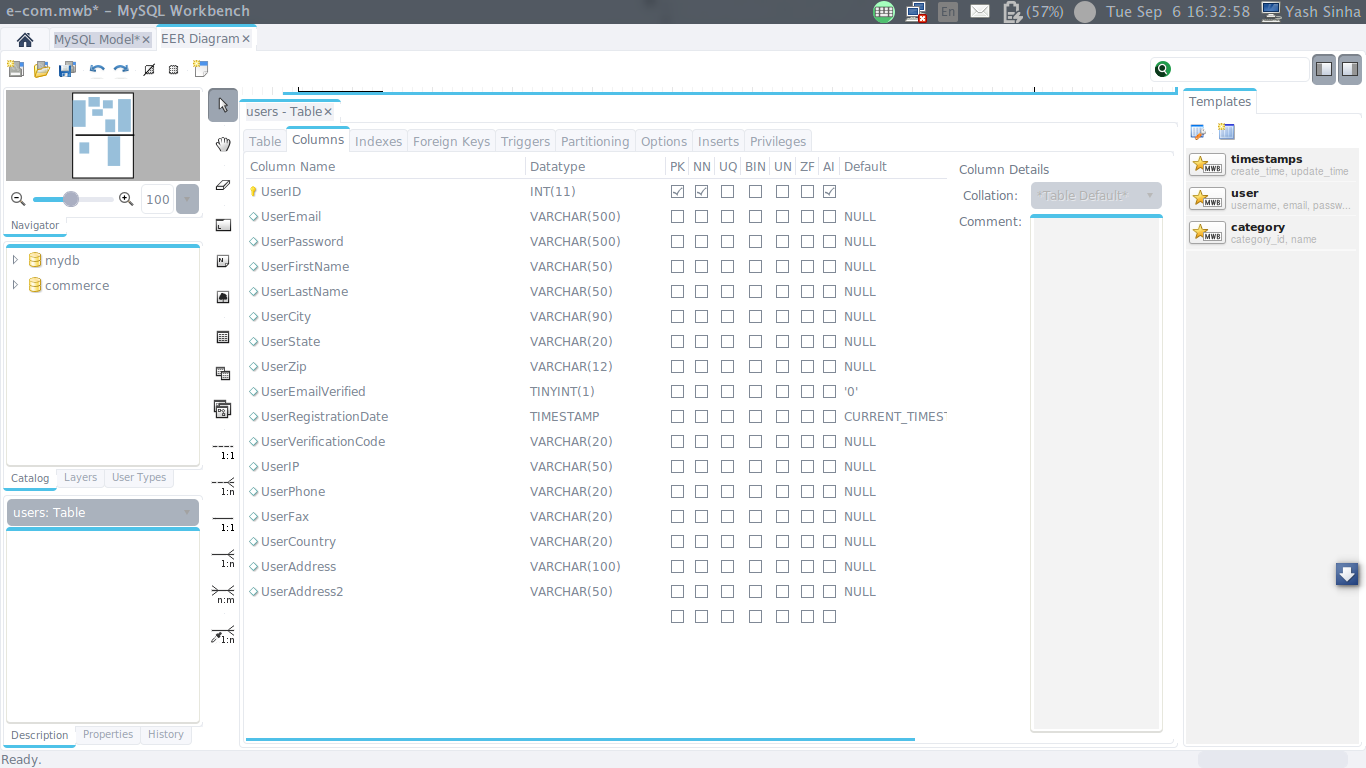 e-com.mwb* – MySQL Workbench
En (57%) Tue Sep 6 16:32:58 Yash Sinha
MySQL Model* EER Diagram
users - Table
Table Columns Indexes Foreign Keys Triggers Partitioning Options Inserts Privileges
Column Name Datatype PK NN UQ BIN UN ZF AI Default
UserID INT(11)
UserEmail VARCHAR(500) NULL
UserPassword VARCHAR(500) NULL
UserFirstName VARCHAR(50) NULL
UserLastName VARCHAR(50) NULL
UserCity VARCHAR(90) NULL
UserState VARCHAR(20) NULL
UserZip VARCHAR(12) NULL
UserEmailVerified TINYINT(1) '0'
UserRegistrationDate TIMESTAMP CURRENT_TIMEST
UserVerificationCode VARCHAR(20) NULL
UserIP VARCHAR(50) NULL
UserPhone VARCHAR(20) NULL
UserFax VARCHAR(20) NULL
UserCountry VARCHAR(20) NULL
UserAddress VARCHAR(100) NULL
UserAddress2 VARCHAR(50) NULL
Column Details
Collation: *Table Default*
Comment:
Templates
timestamps
create_time, update_time
user
username, email, passw...
category
category_id, name
100
Navigator
mydb
commerce
Catalog Layers User Types
users: Table
Description Properties History
1:1
1:n
1:1
1:n
n:m
1:n
Ready.